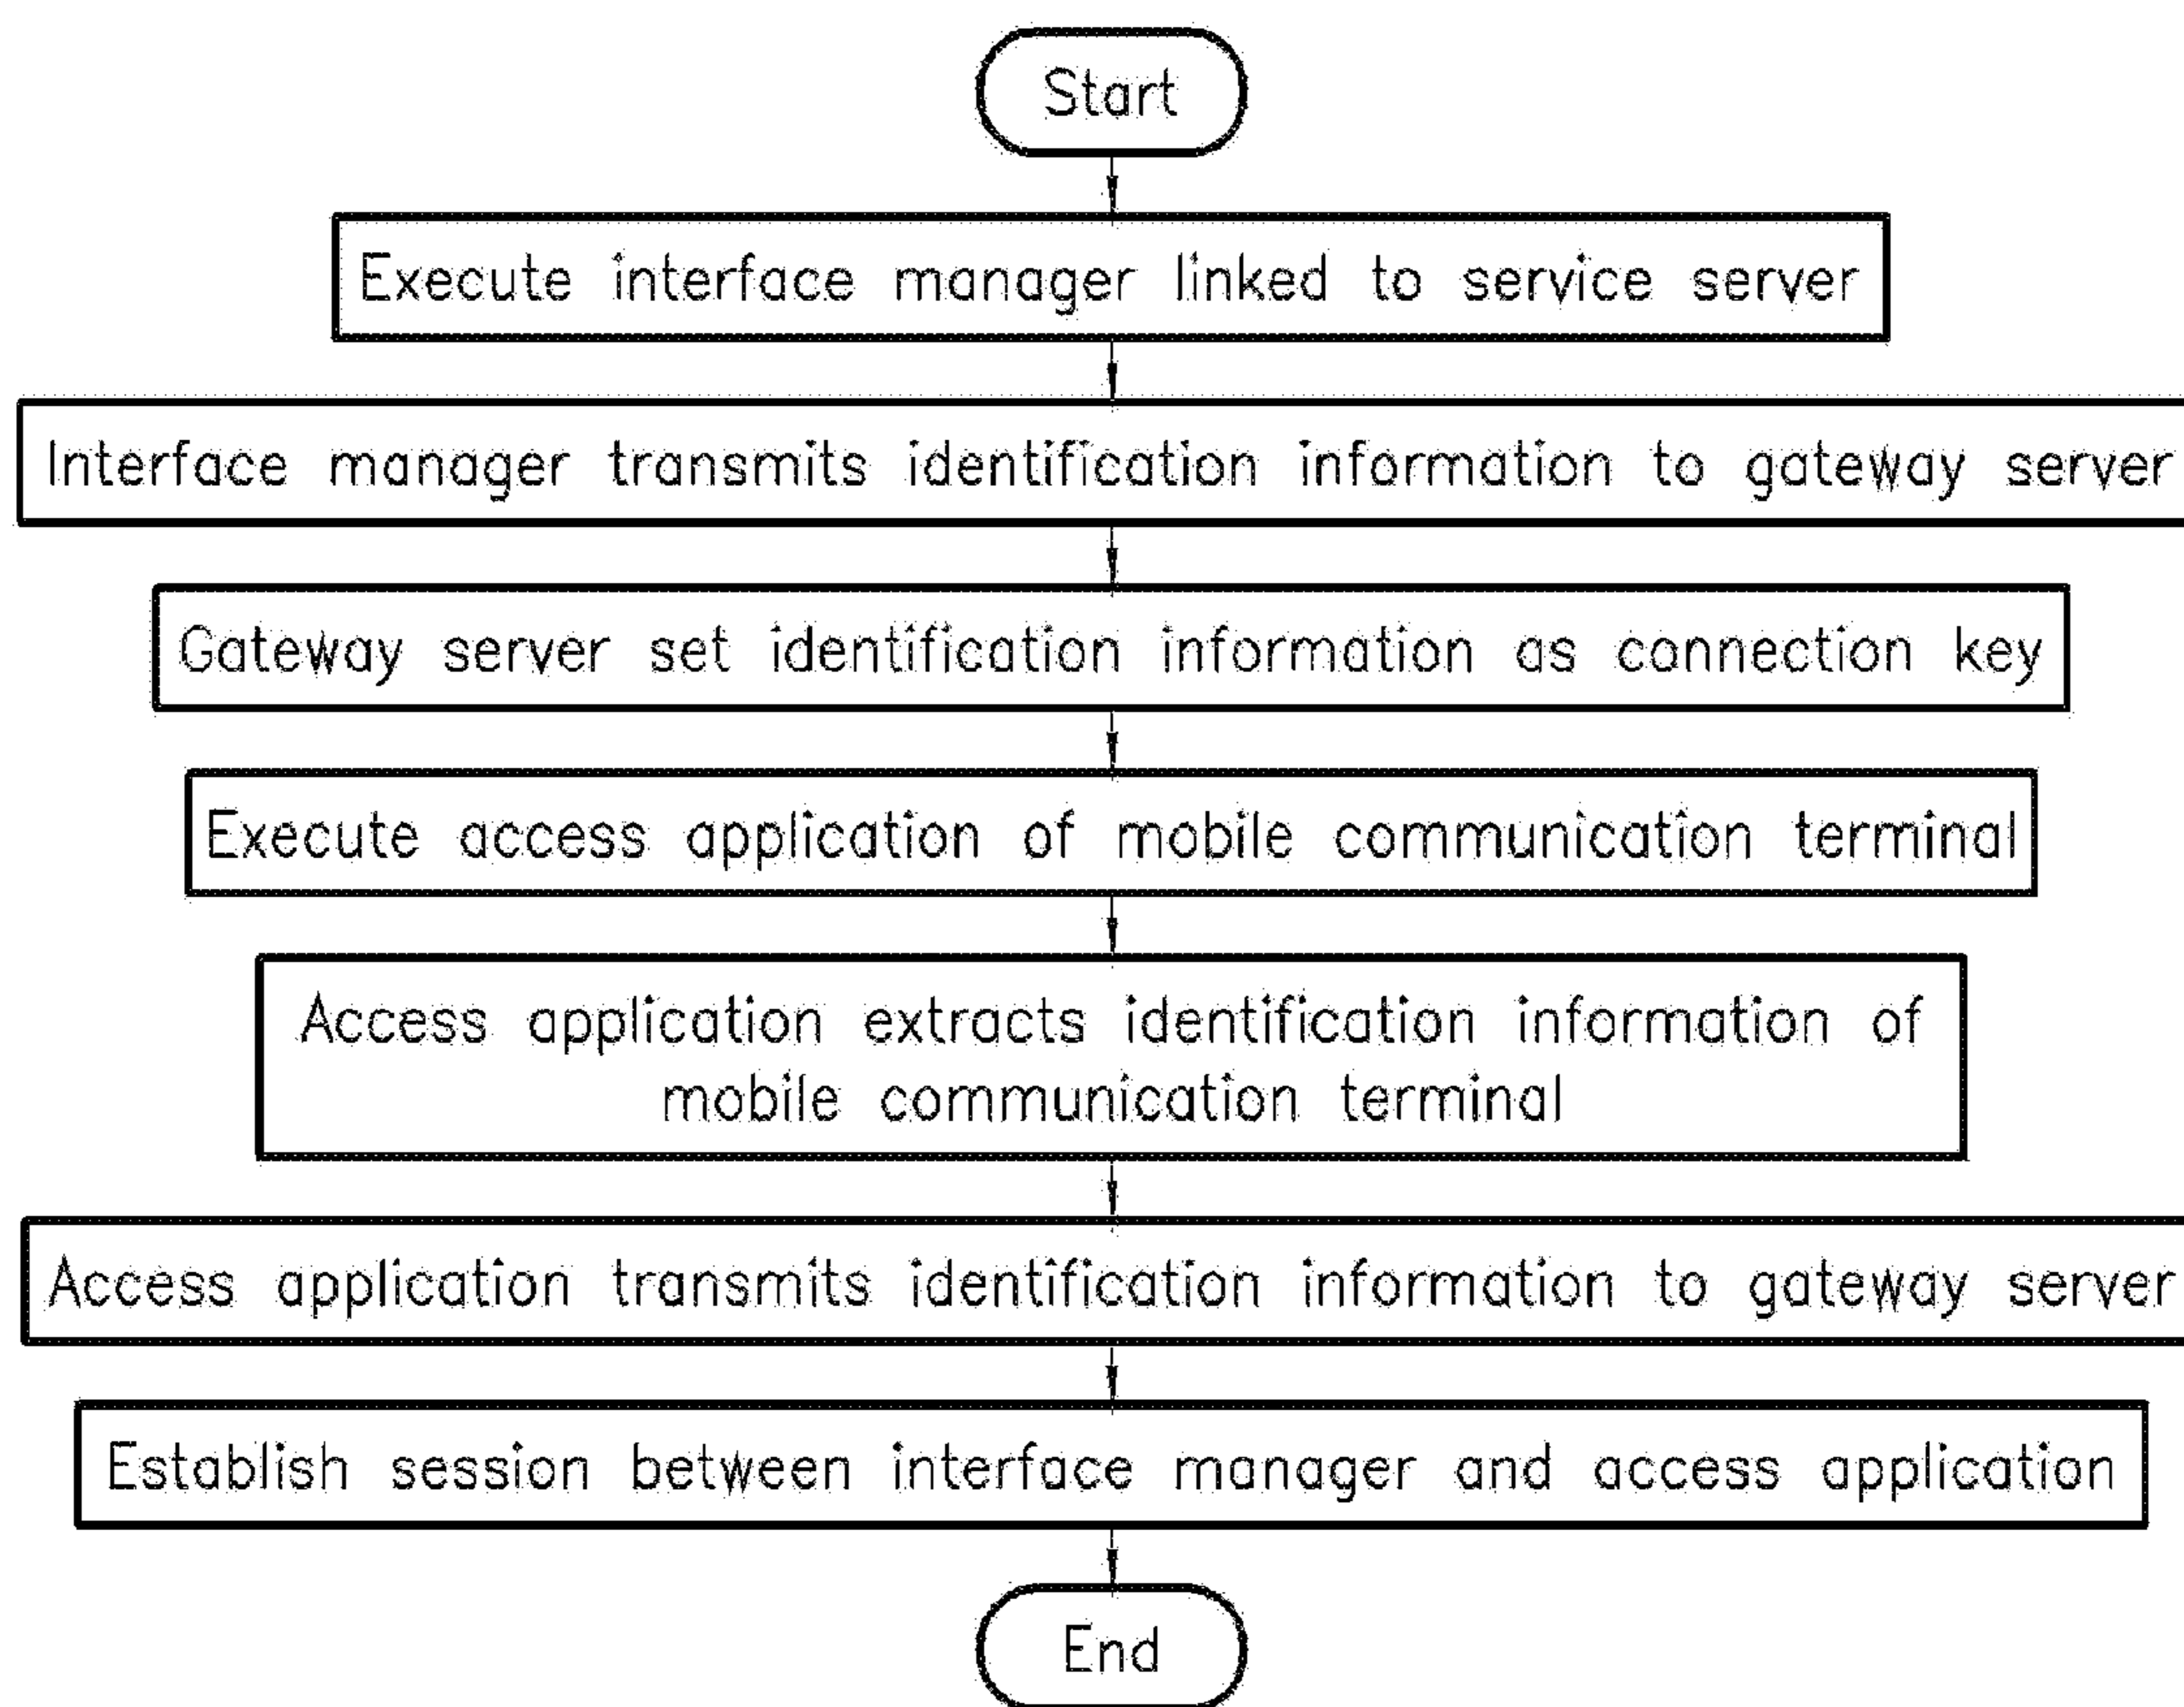 Start
Execute interface manager linked to service server
Interface manager transmits identification information to gateway server
Gateway server set identification information as connection key
Execute access application of mobile communication terminal
Access application extracts identification information of
mobile communication terminal
Access application transmits identification information to gateway server
Establish session between interface manager and access application
End